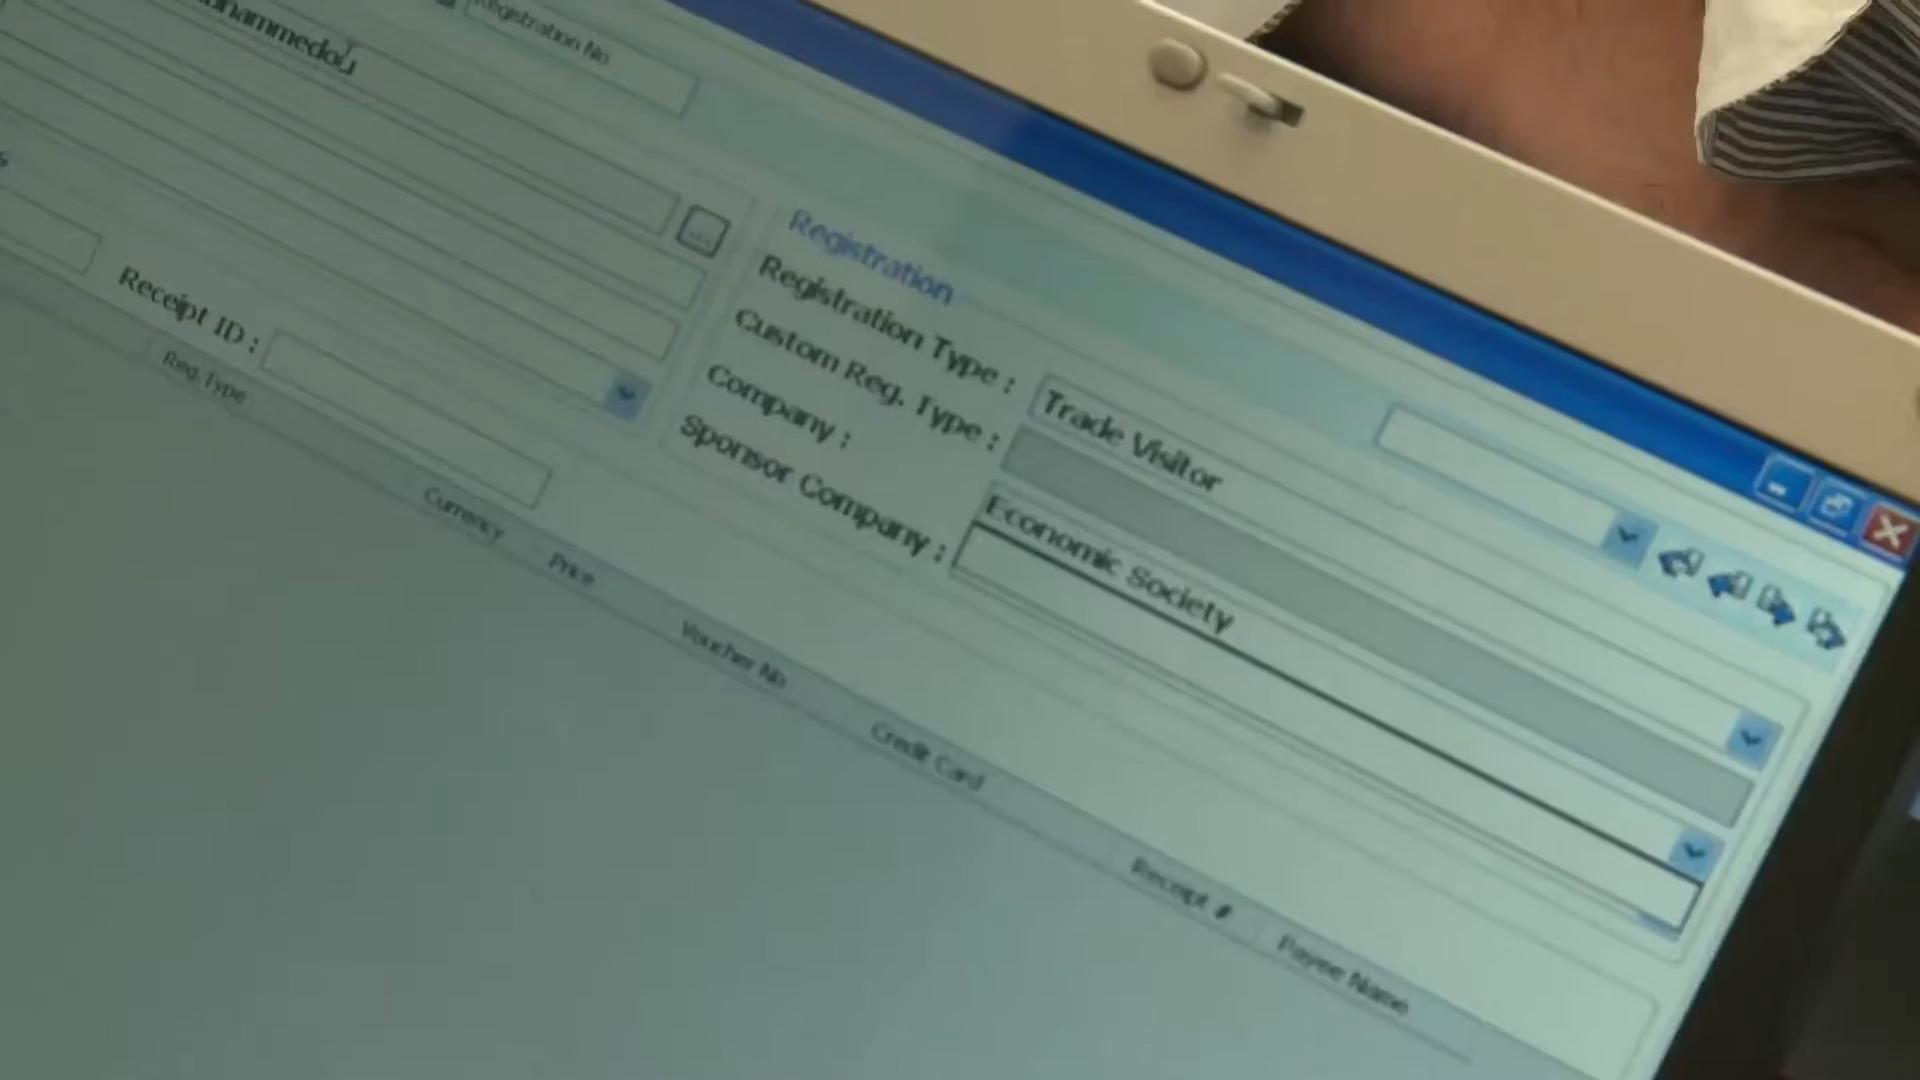 Registration No
Registration
Registration Type :
Trade Visitor
Custom Reg. Type :
Company :
Economic Society
Sponsor Company :
Receipt ID :
Reg. Type
Currency
Price
Voucher No
Credit Card
Receipt #
Payee Name